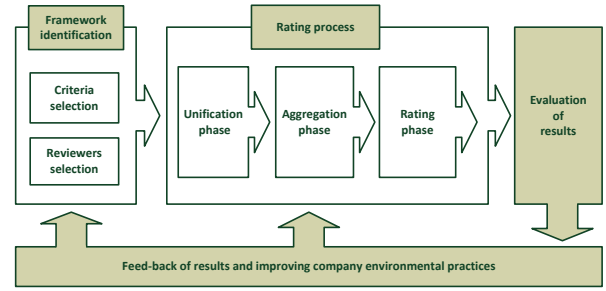 Framework
identification
Criteria
selection
Reviewers
selection
Rating process
Unification
phase
Aggregation
phase
Rating
phase
Evaluation
of
results
Feed-back of results and improving company environmental practices